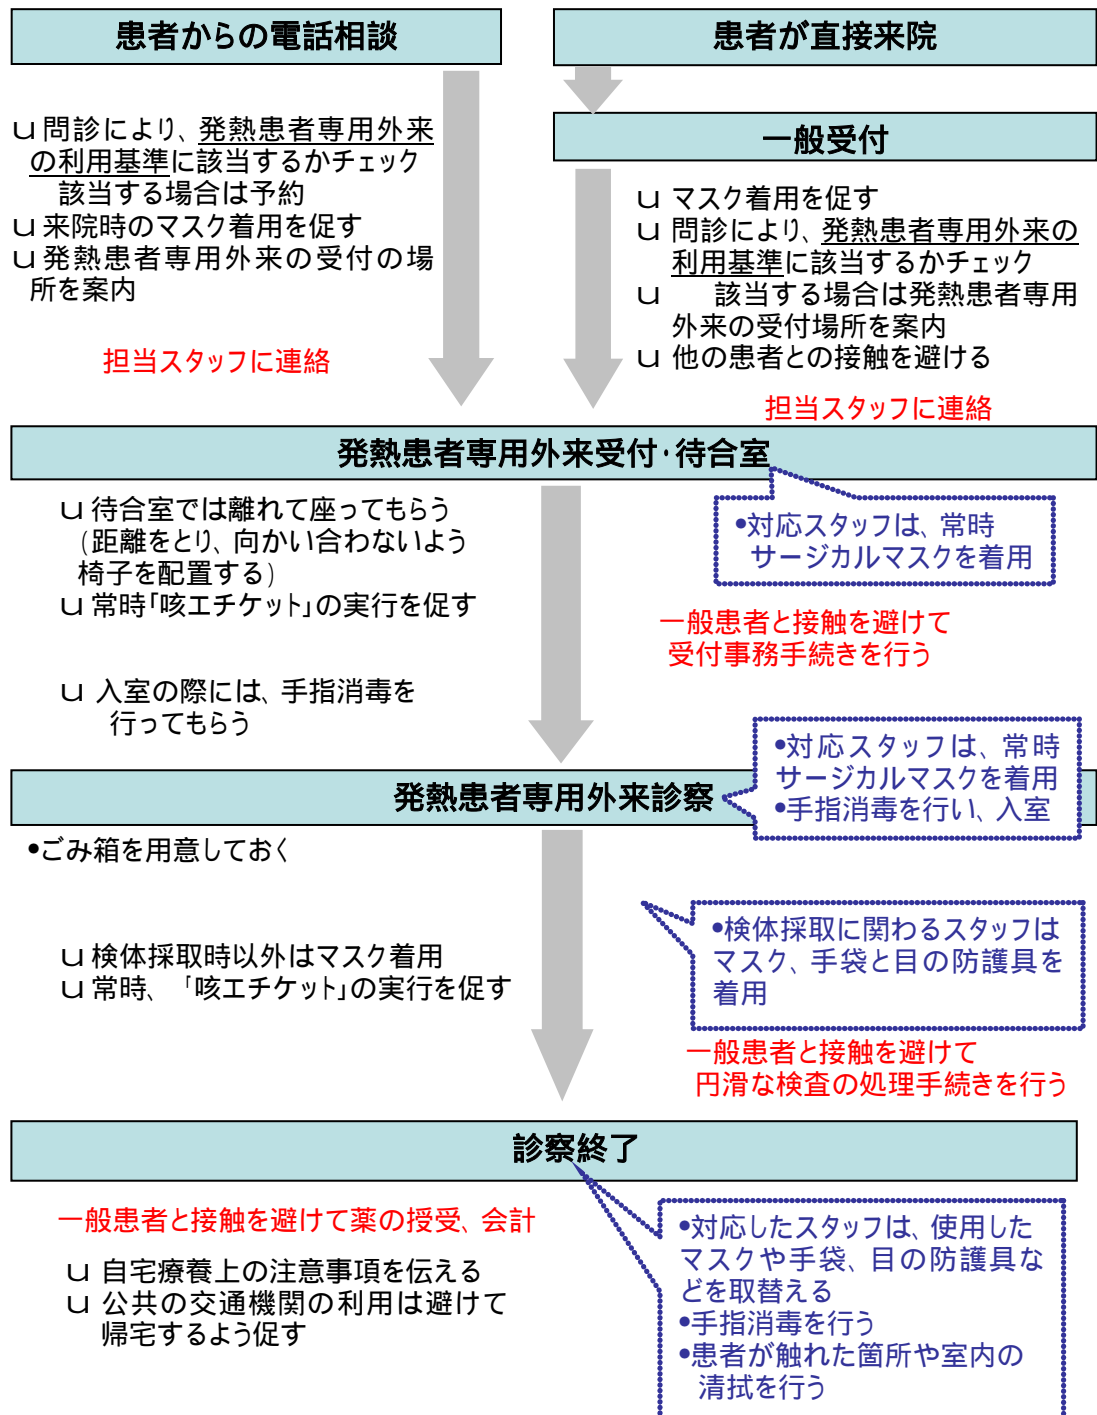 患者からの電話相談
u 問診により、発熱患者専用外来
の利用基準に該当するかチェック
該当する場合は予約
u 来院時のマスク着用を促す
u 発熱患者専用外来の受付の場
所を案内
担当スタッフに連絡
患者が直接来院
一般受付
u マスク着用を促す
u 問診により、発熱患者専用外来の
利用基準に該当するかチェック
u 該当する場合は発熱患者専用
外来の受付場所を案内
u 他の患者との接触を避ける
担当スタッフに連絡
発熱患者専用外来受付・待合室
u 待合室では離れて座ってもらう
(距離をとり、向かい合わないよう
椅子を配置する)
u 常時「咳エチケット」の実行を促す
•対応スタッフは、常時
サージカルマスクを着用
一般患者と接触を避けて
受付事務手続きを行う
u 入室の際には、手指消毒を
行ってもらう
発熱患者専用外来診察
•対応スタッフは、常時
サージカルマスクを着用
•手指消毒を行い、入室
•ごみ箱を用意しておく
u 検体採取時以外はマスク着用
u 常時、「咳エチケット」の実行を促す
•検体採取に関わるスタッフは
マスク、手袋と目の防護具を
着用
一般患者と接触を避けて
円滑な検査の処理手続きを行う
診察終了
一般患者と接触を避けて薬の授受、会計
u 自宅療養上の注意事項を伝える
u 公共の交通機関の利用は避けて
帰宅するよう促す
•対応したスタッフは、使用した
マスクや手袋、目の防護具な
どを取替える
•手指消毒を行う
•患者が触れた箇所や室内の
清拭を行う